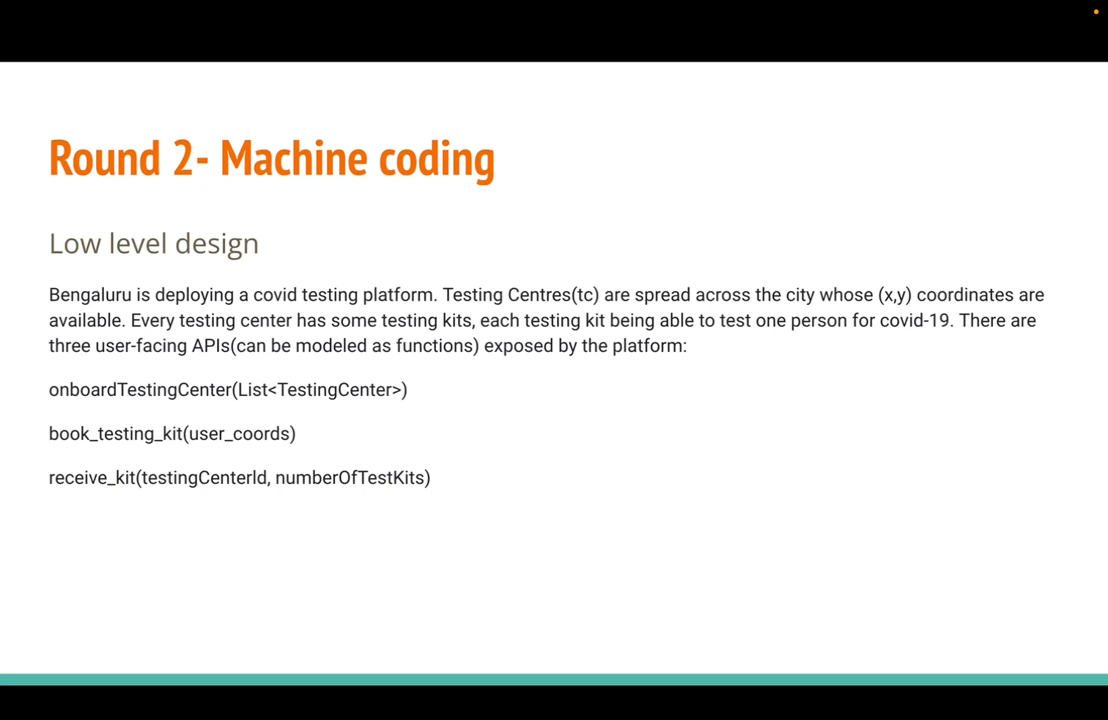 Round 2- Machine coding
Low level design
Bengaluru is deploying a covid testing platform. Testing Centres(tc) are spread across the city whose (x,y) coordinates are
available. Every testing center has some testing kits, each testing kit being able to test one person for covid-19. There are
three user-facing APIs(can be modeled as functions) exposed by the platform:
onboardTestingCenter(List<TestingCenter>)
book_testing_kit(user_coords)
receive_kit(testingCenterId, numberOfTestKits)